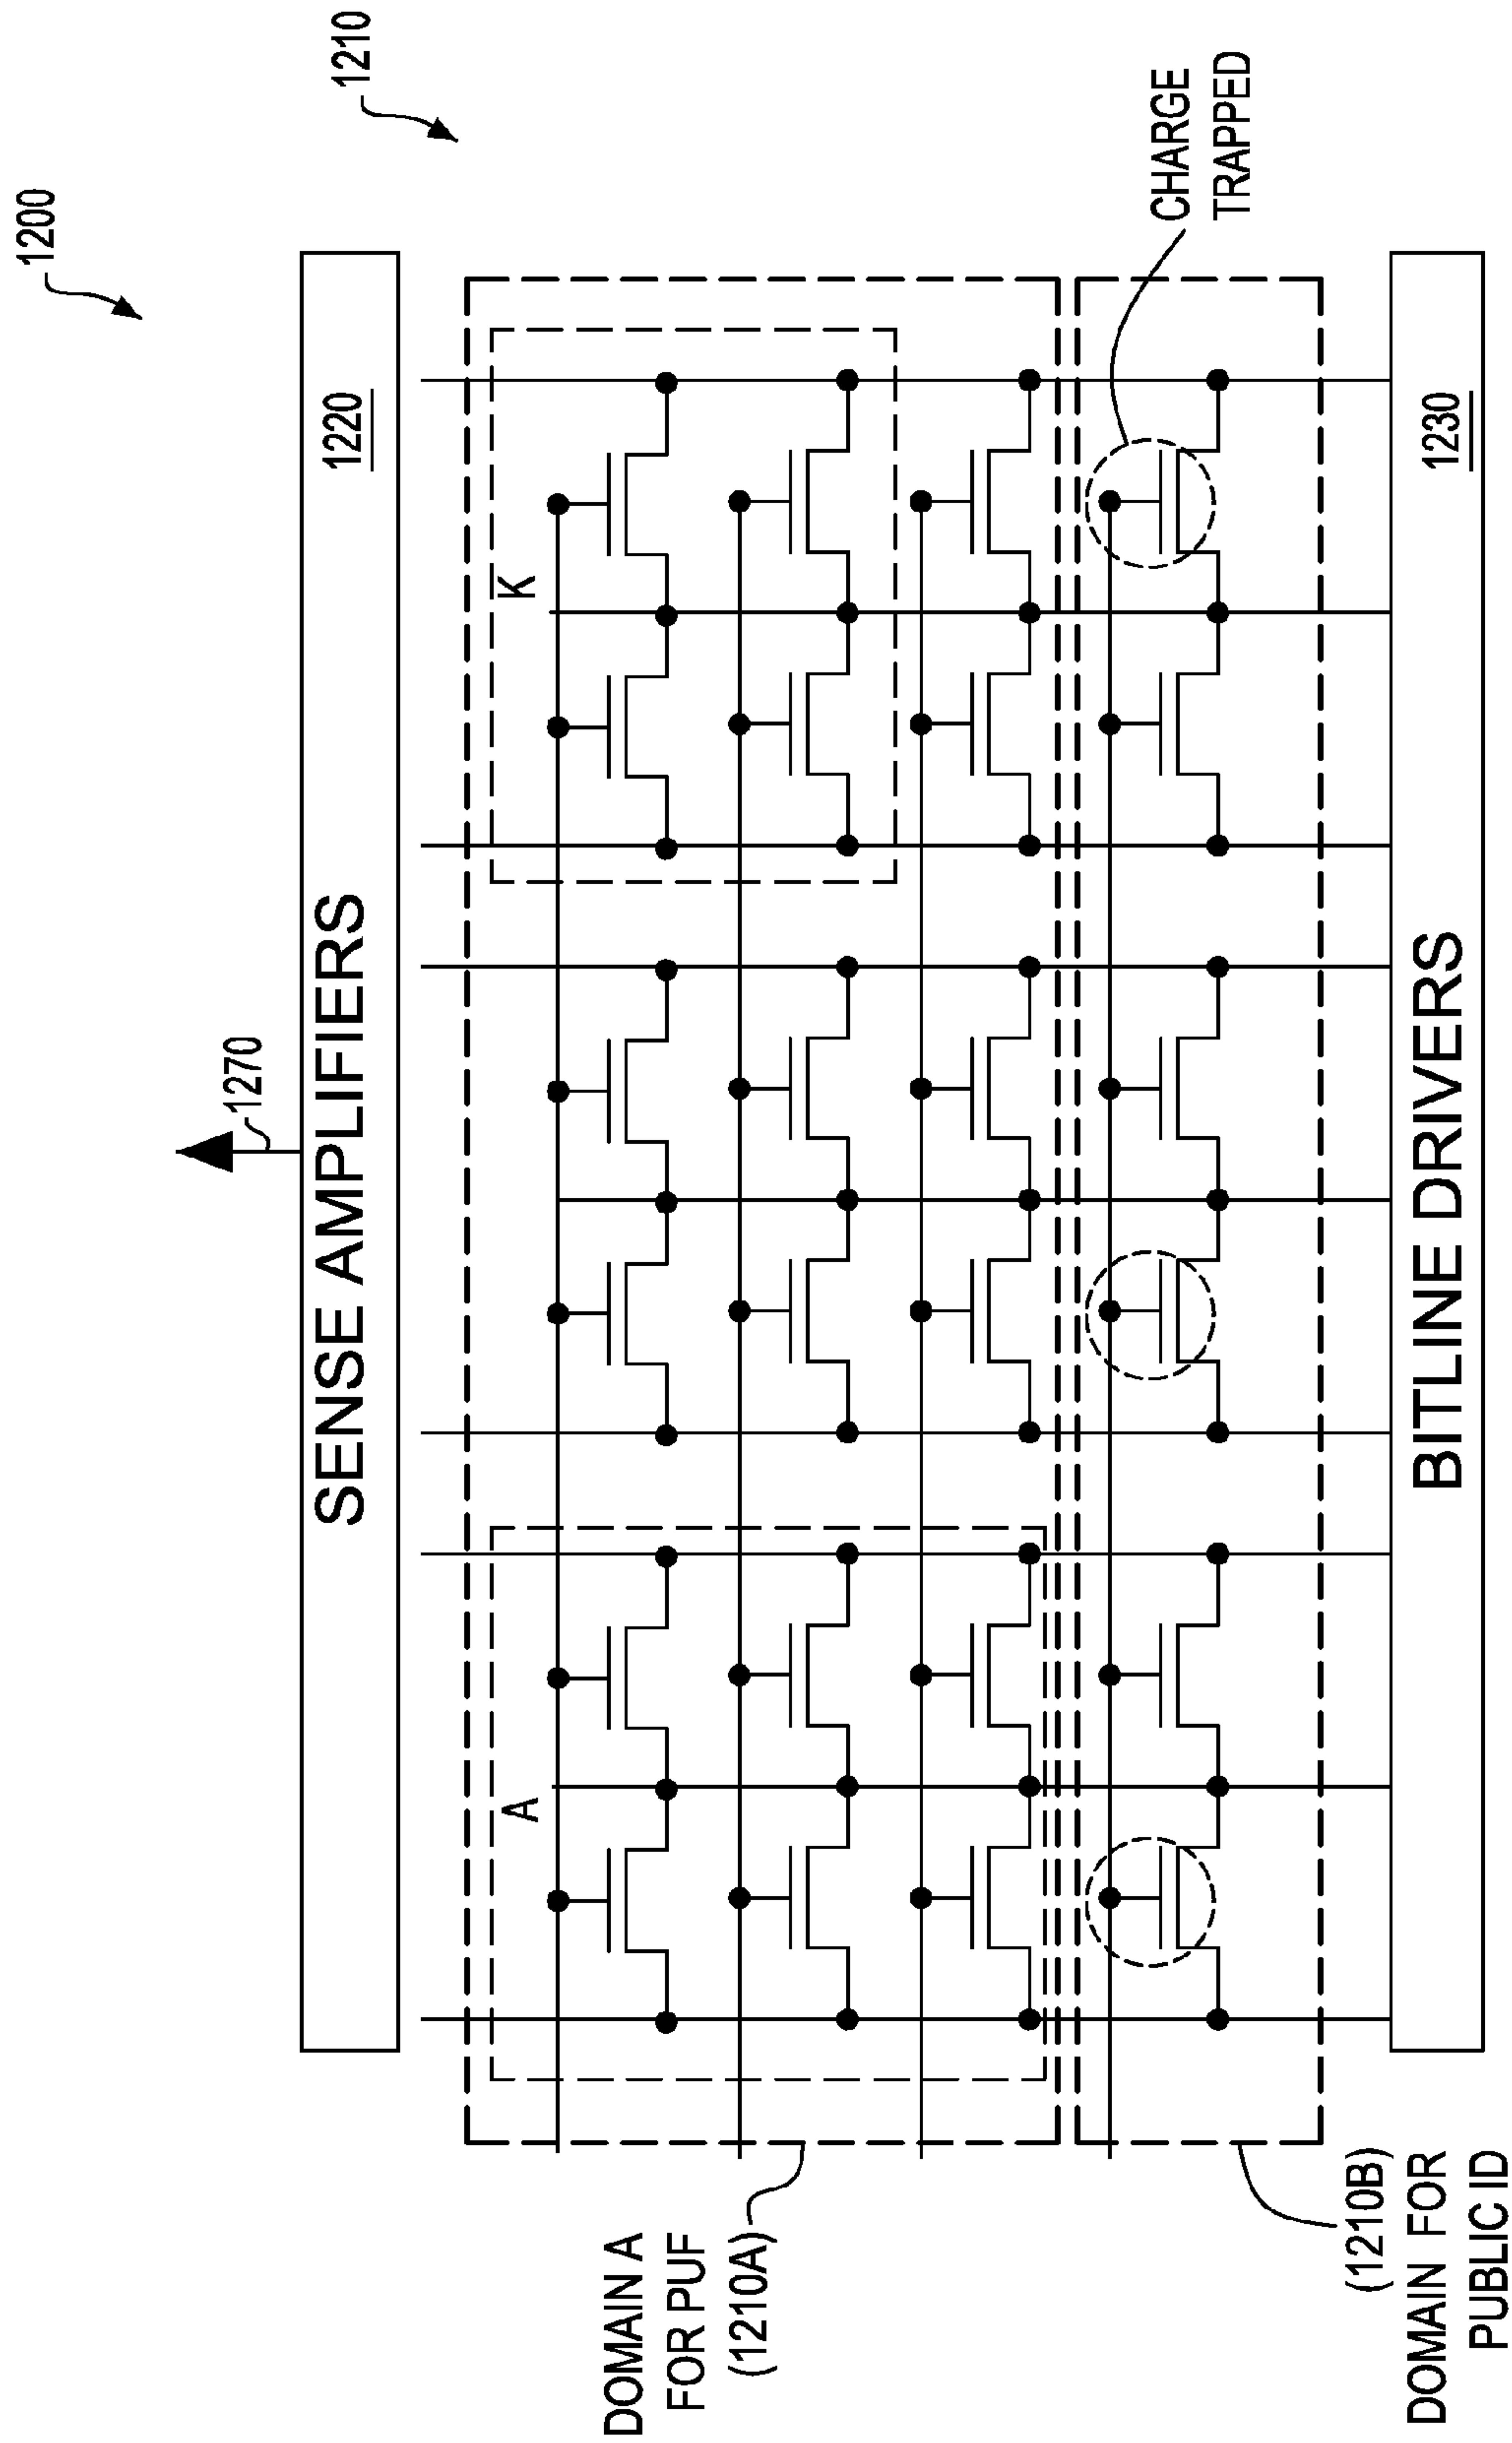 1200
1210
1270
SENSE AMPLIFIERS
1220
A
K
DOMAIN A
FOR PUF
(1210A)
CHARGE
TRAPPED
(1210B)
DOMAIN FOR
PUBLIC ID
BITLINE DRIVERS
1230